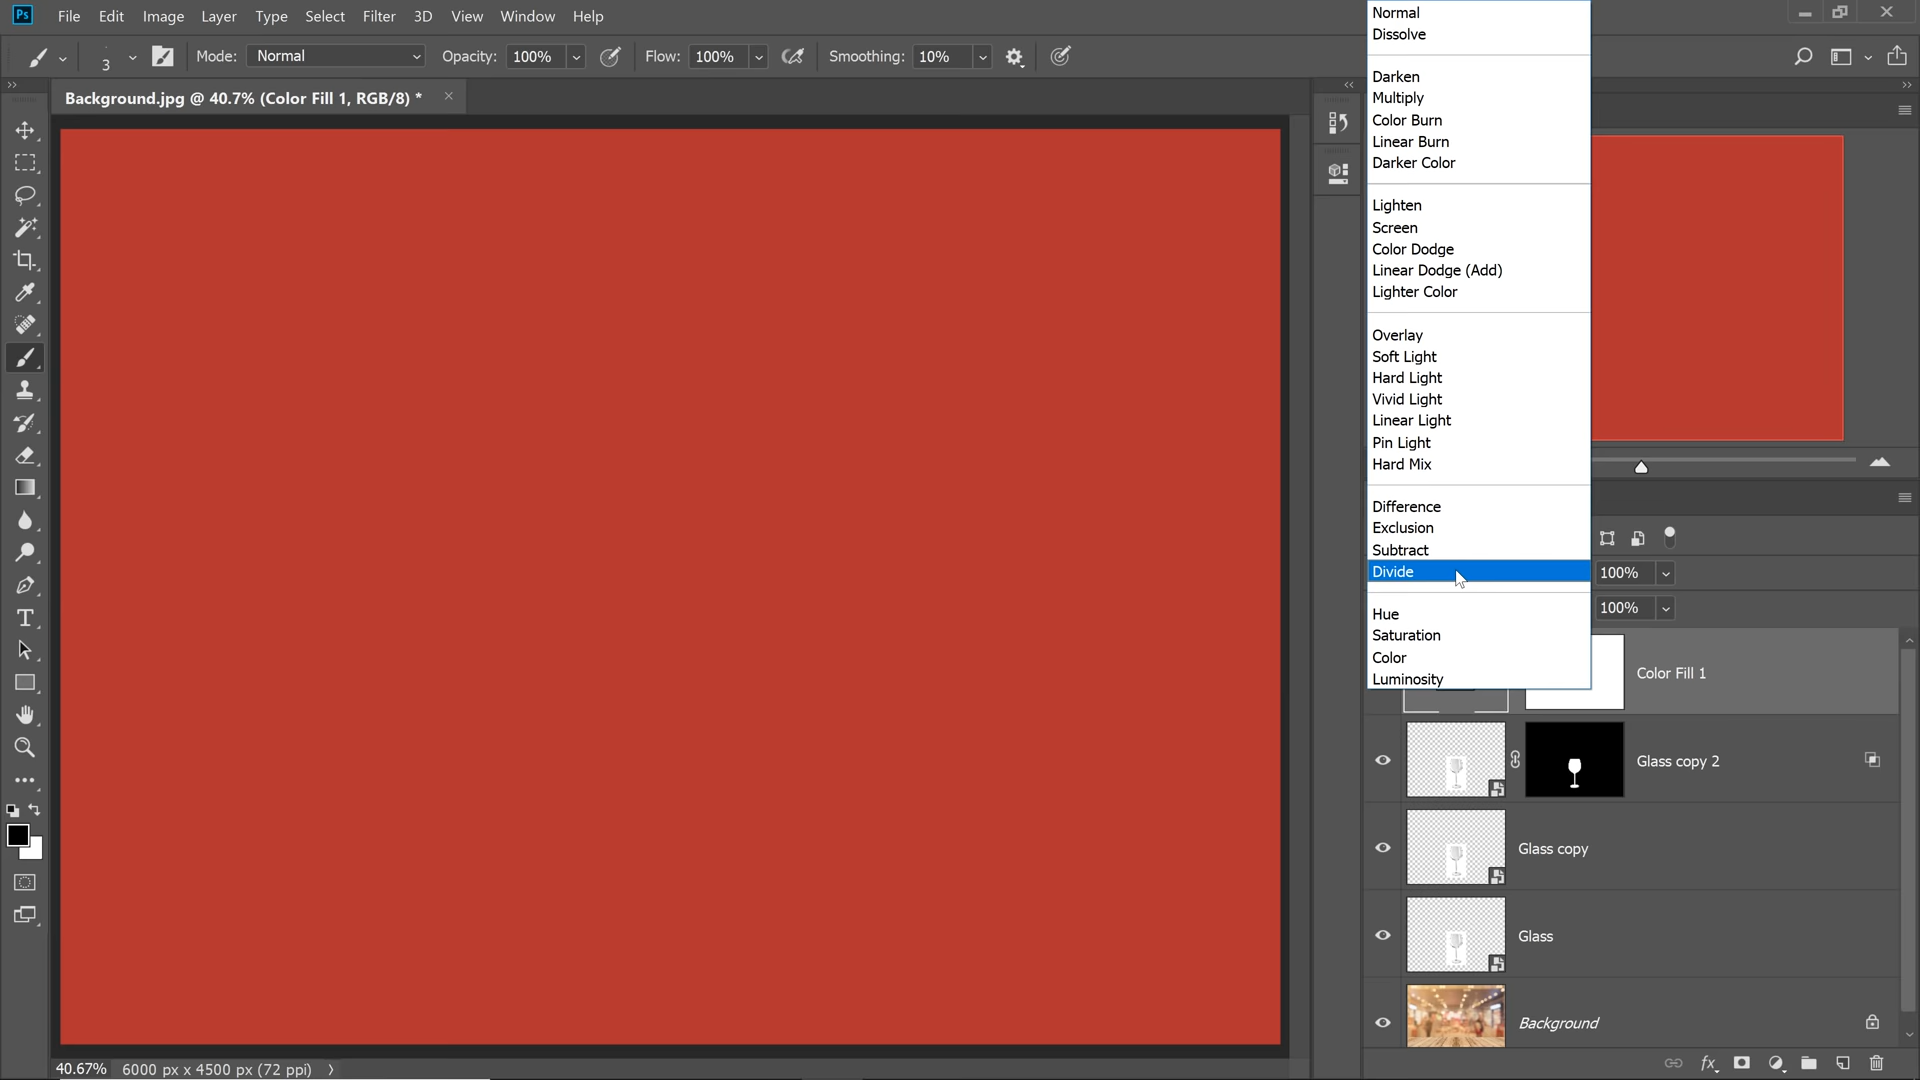 Ps File Edit Image Layer Type Select Filter 3D View Window Help
3 Mode: Normal Opacity: 100% Flow: 100% Smoothing: 10%
Background.jpg @ 40.7% (Color Fill 1, RGB/8) *
Normal
Dissolve
Darken
Multiply
Color Burn
Linear Burn
Darker Color
Lighten
Screen
Color Dodge
Linear Dodge (Add)
Lighter Color
Overlay
Soft Light
Hard Light
Vivid Light
Linear Light
Pin Light
Hard Mix
Difference
Exclusion
Subtract
Divide
Hue
Saturation
Color
Luminosity
100%
100%
Color Fill 1
Glass copy 2
Glass copy
Glass
Background
fx
40.67% 6000 px x 4500 px (72 ppi)